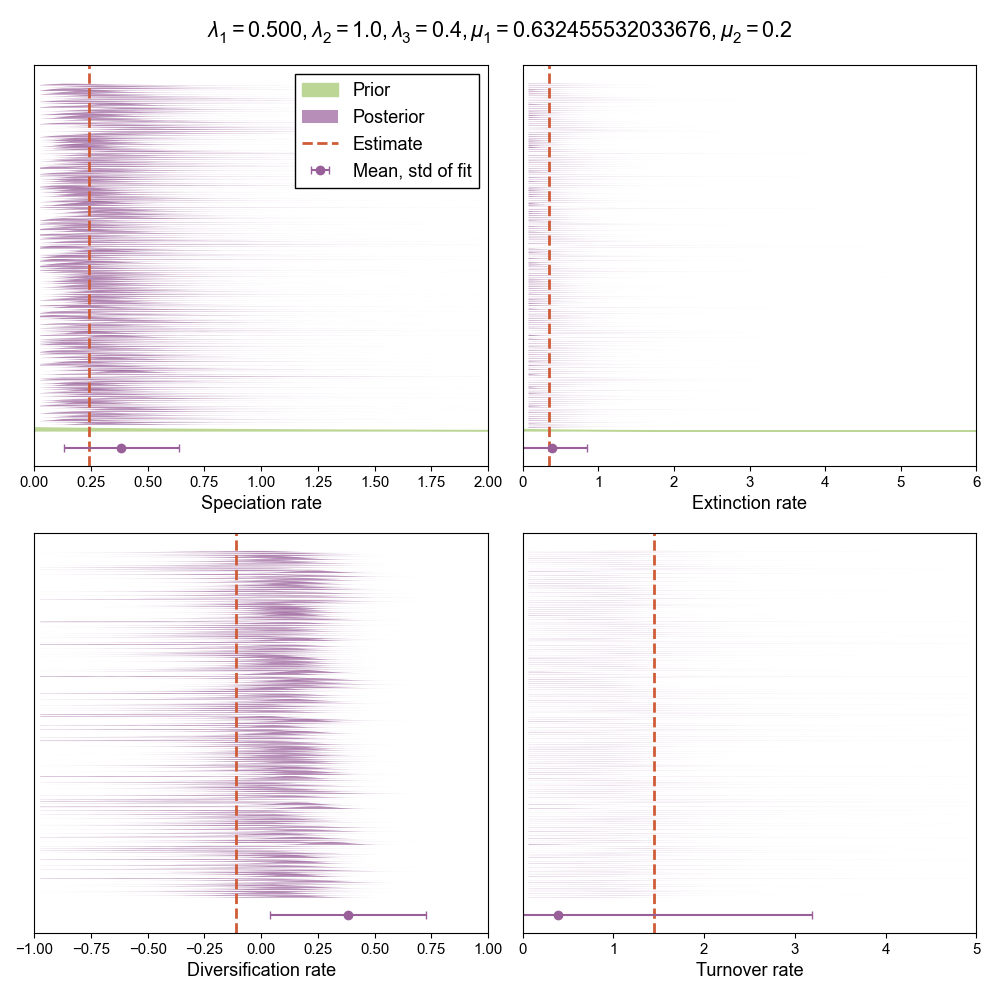 λ₁ = 0.500, λ₂ = 1.0, λ₃ = 0.4, μ₁ = 0.632455532033676, μ₂ = 0.2
Prior
Posterior
Estimate
Mean, std of fit
0.00 0.25 0.50 0.75 1.00 1.25 1.50 1.75 2.00
Speciation rate
0 1 2 3 4 5 6
Extinction rate
−1.00 −0.75 −0.50 −0.25 0.00 0.25 0.50 0.75 1.00
Diversification rate
0 1 2 3 4 5
Turnover rate